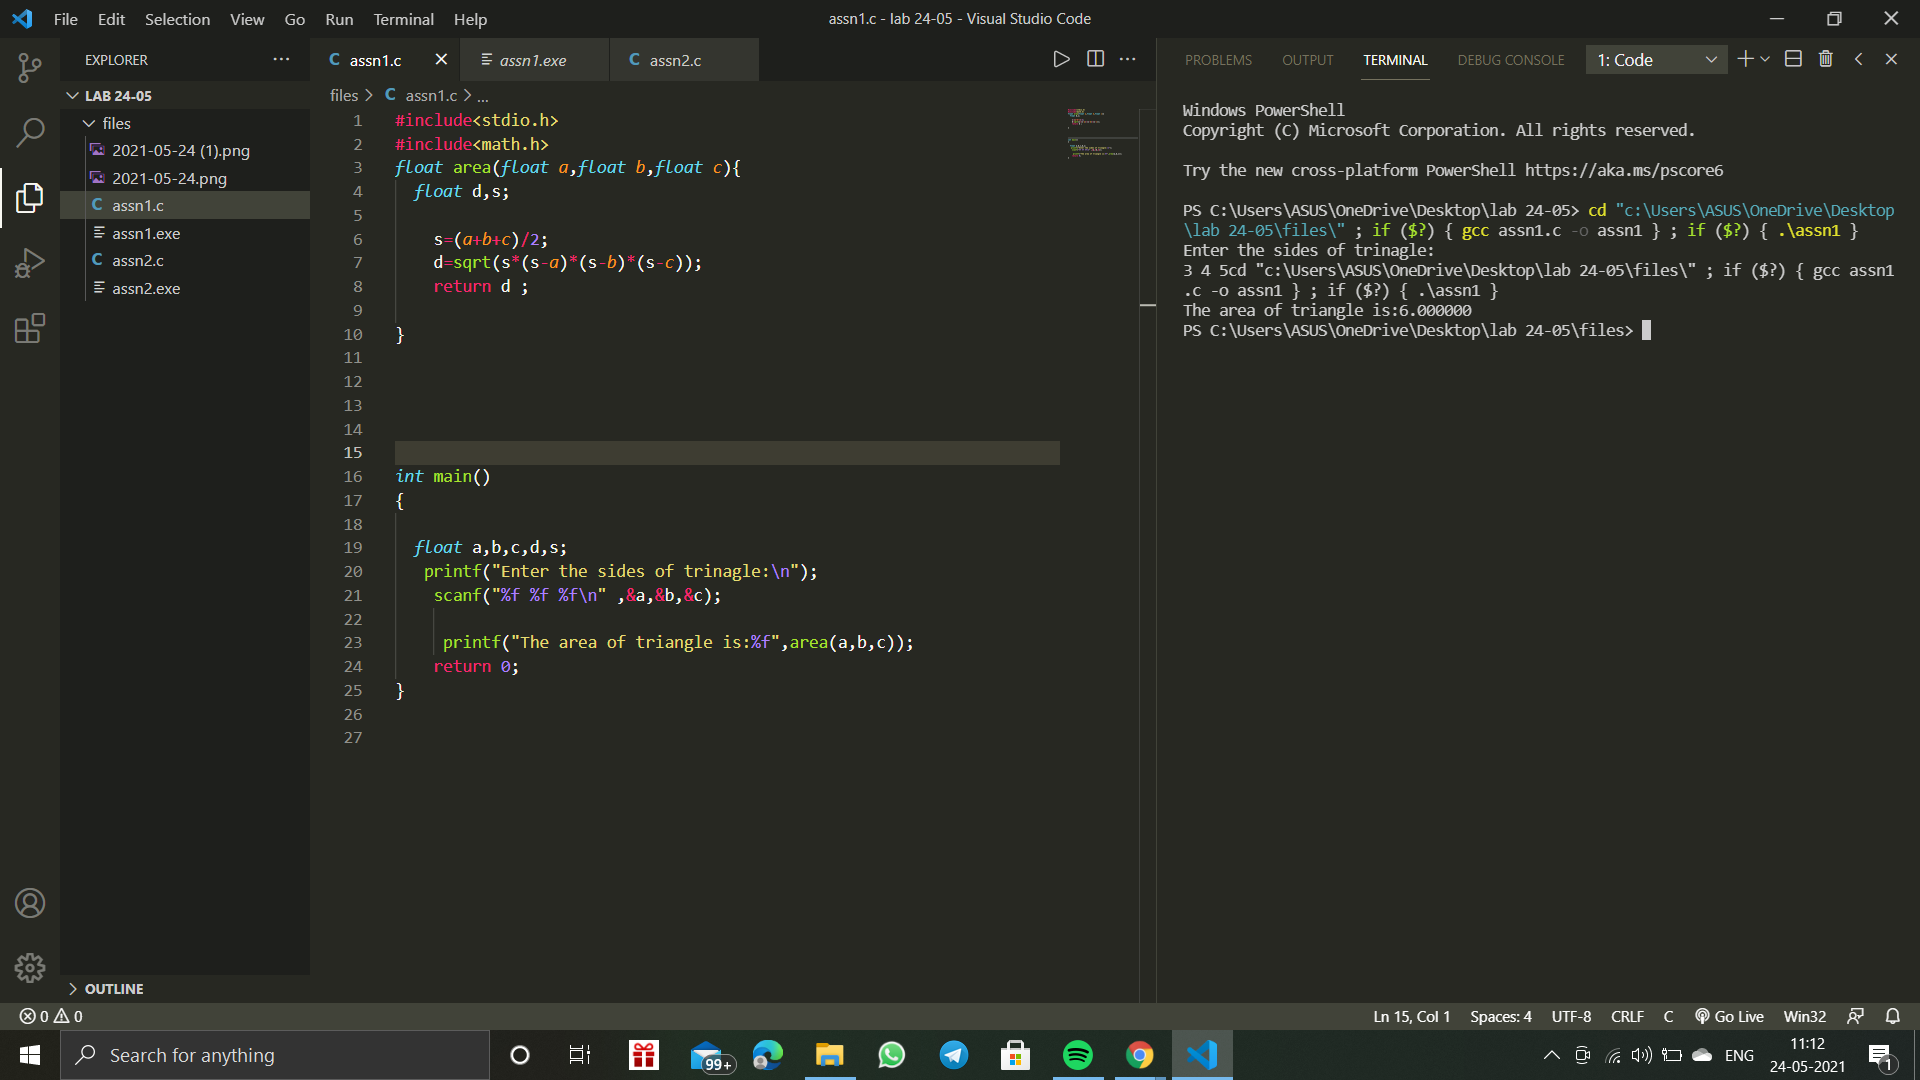 File Edit Selection View Go Run Terminal Help
assn1.c - lab 24-05 - Visual Studio Code
EXPLORER
LAB 24-05
files
2021-05-24 (1).png
2021-05-24.png
assn1.c
assn1.exe
assn2.c
assn2.exe
OUTLINE
assn1.c assn1.exe assn2.c
files > assn1.c > ...
1 #include<stdio.h>
2 #include<math.h>
3 float area(float a,float b,float c){
4 float d,s;
5
6 s=(a+b+c)/2;
7 d=sqrt(s*(s-a)*(s-b)*(s-c));
8 return d ;
9
10 }
11
12
13
14
15
16 int main()
17 {
18
19 float a,b,c,d,s;
20 printf("Enter the sides of trinagle:\n");
21 scanf("%f %f %f\n" ,&a,&b,&c);
22
23 printf("The area of triangle is:%f",area(a,b,c));
24 return 0;
25 }
26
27
PROBLEMS OUTPUT TERMINAL DEBUG CONSOLE 1: Code
Windows PowerShell
Copyright (C) Microsoft Corporation. All rights reserved.
Try the new cross-platform PowerShell https://aka.ms/pscore6
PS C:\Users\ASUS\OneDrive\Desktop\lab 24-05> cd "c:\Users\ASUS\OneDrive\Desktop
\lab 24-05\files\" ; if ($?) { gcc assn1.c -o assn1 } ; if ($?) { .\assn1 }
Enter the sides of trinagle:
3 4 5cd "c:\Users\ASUS\OneDrive\Desktop\lab 24-05\files\" ; if ($?) { gcc assn1
.c -o assn1 } ; if ($?) { .\assn1 }
The area of triangle is:6.000000
PS C:\Users\ASUS\OneDrive\Desktop\lab 24-05\files>
0 0
Ln 15, Col 1 Spaces: 4 UTF-8 CRLF C Go Live Win32
Search for anything
99+
ENG
11:12
24-05-2021
1